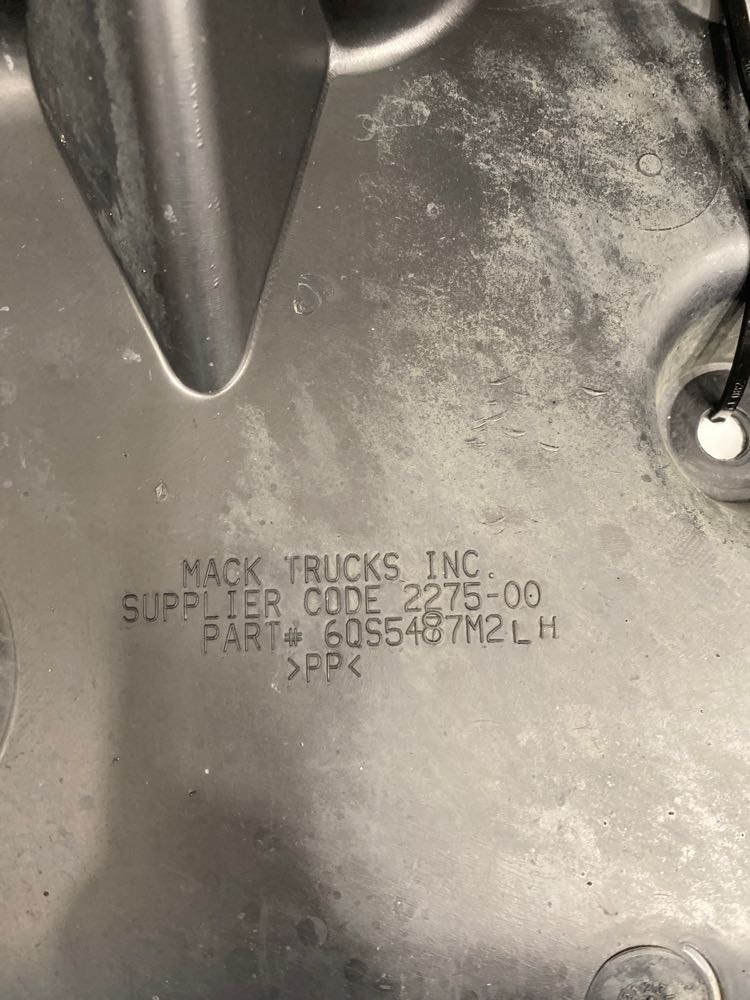 MACK TRUCKS INC.
SUPPLIER CODE 2275-00
PART# 6QS5487M2LH
>PP<